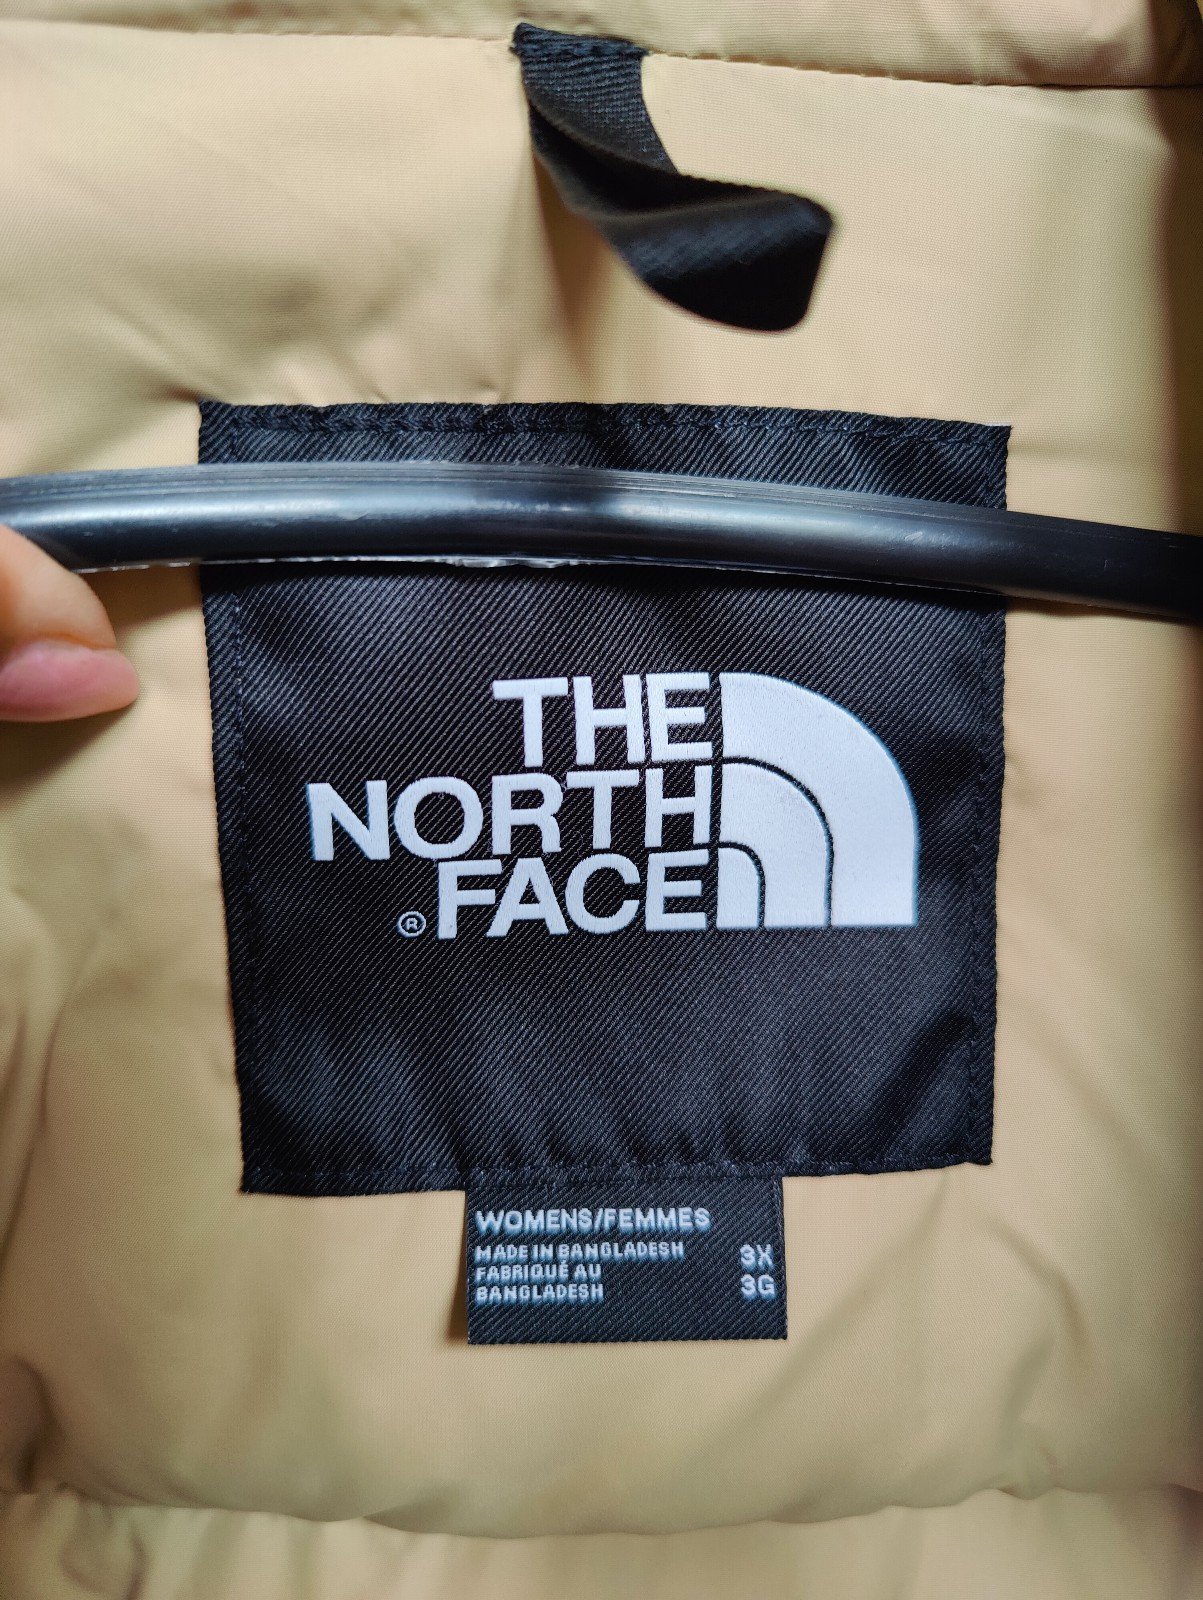 THE
NORTH
® FACE
WOMENS/FEMMES
MADE IN BANGLADESH 3X
FABRIQUÉ AU 3G
BANGLADESH